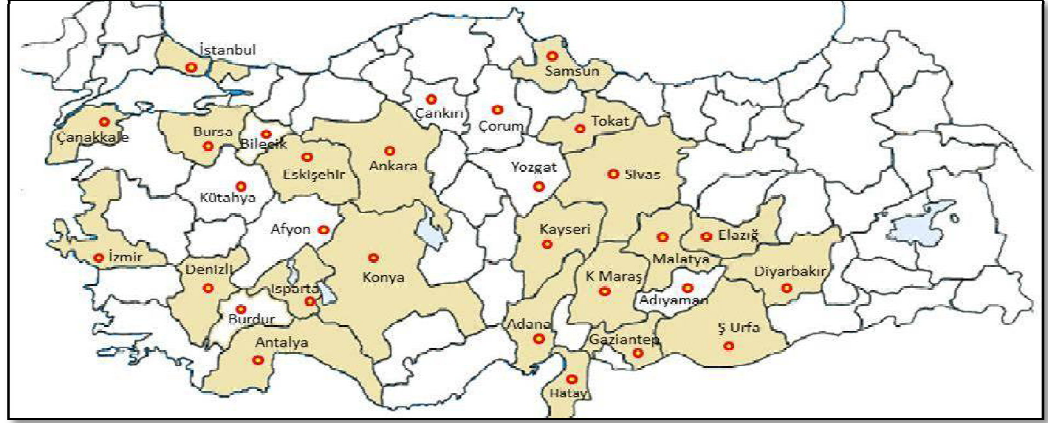 İstanbul
Samsun
Çankırı
Çorum
Tokat
Çanakkale
Bursa
Bilecik
Ankara
Eskişehir
Yozgat
Sivas
Kütahya
Afyon
Kayseri
Elazığ
Malatya
İzmir
Denizli
Konya
K Maraş
Diyarbakır
Isparta
Adıyaman
Burdur
Adana
Ş Urfa
Antalya
Gaziantep
Hatay